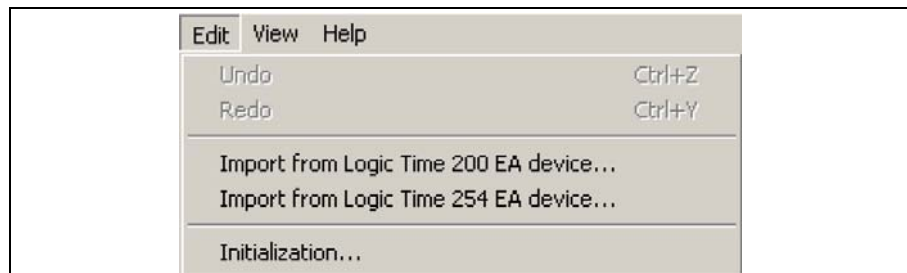 Edit View Help
Undo Ctrl+Z
Redo Ctrl+Y
Import from Logic Time 200 EA device...
Import from Logic Time 254 EA device...
Initialization...